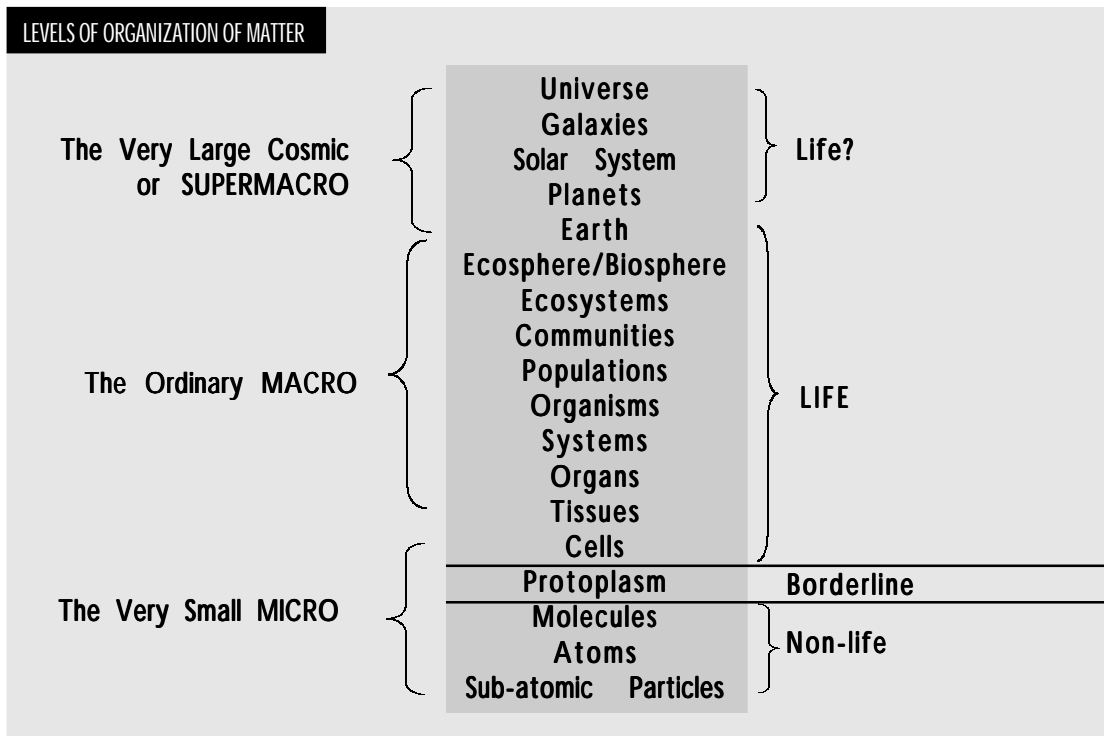 LEVELS OF ORGANIZATION OF MATTER
The Very Large Cosmic
or SUPERMACRO
The Ordinary MACRO
The Very Small MICRO
Universe
Galaxies
Solar System
Planets
Earth
Ecosphere/Biosphere
Ecosystems
Communities
Populations
Organisms
Systems
Organs
Tissues
Cells
Protoplasm
Molecules
Atoms
Sub-atomic Particles
Life?
LIFE
Borderline
Non-life